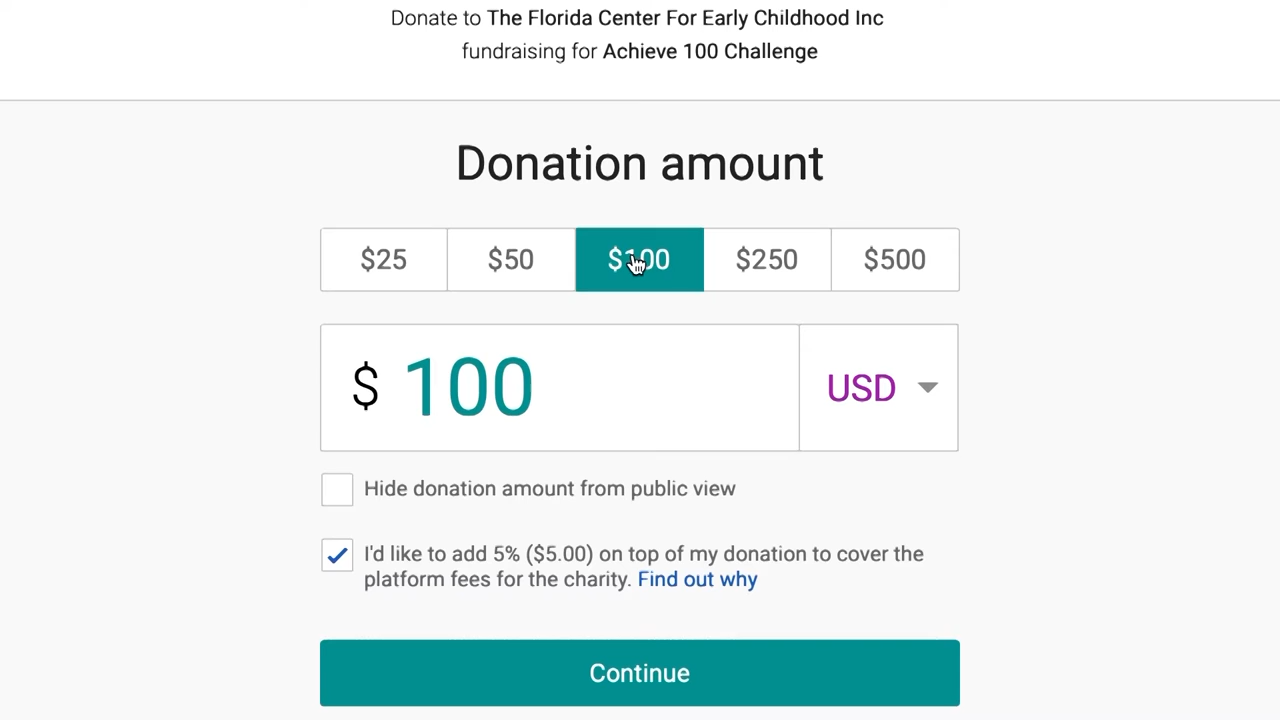 Donate to The Florida Center For Early Childhood Inc
fundraising for Achieve 100 Challenge
Donation amount
$25 $50 $100 $250 $500
$ 100 USD
Hide donation amount from public view
I'd like to add 5% ($5.00) on top of my donation to cover the
platform fees for the charity. Find out why
Continue